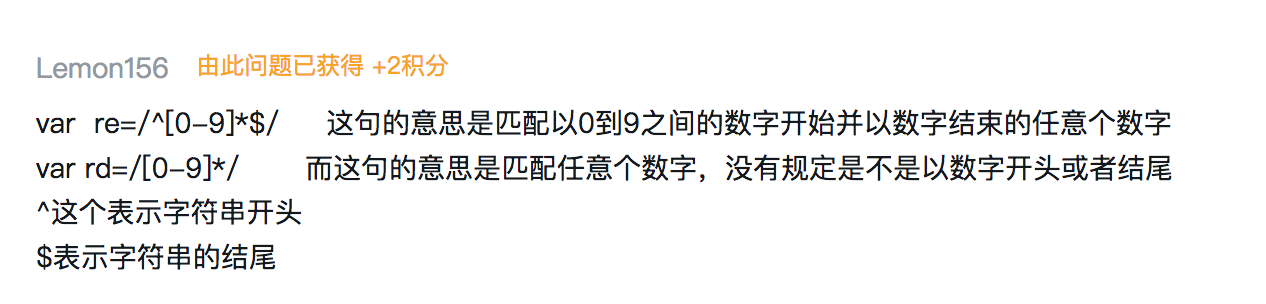 Lemon156 由此问题已获得 +2积分
var re=/^[0-9]*$/ 这句的意思是匹配以0到9之间的数字开始并以数字结束的任意个数字
var rd=/[0-9]*/ 而这句的意思是匹配任意个数字，没有规定是不是以数字开头或者结尾
^这个表示字符串开头
$表示字符串的结尾